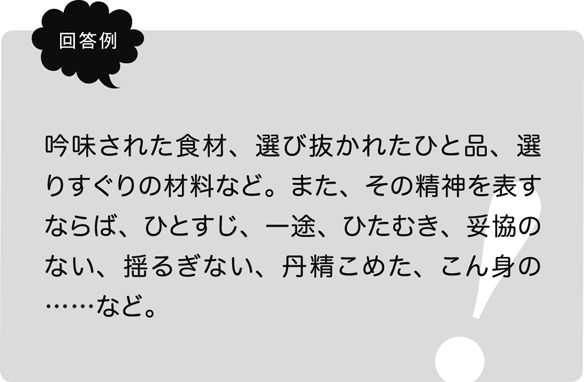 回答例
吟味された食材、選び抜かれたひと品、選
りすぐりの材料など。また、その精神を表す
ならば、ひとすじ、一途、ひたむき、妥協の
ない、揺るぎない、丹精こめた、こん身の
……など。